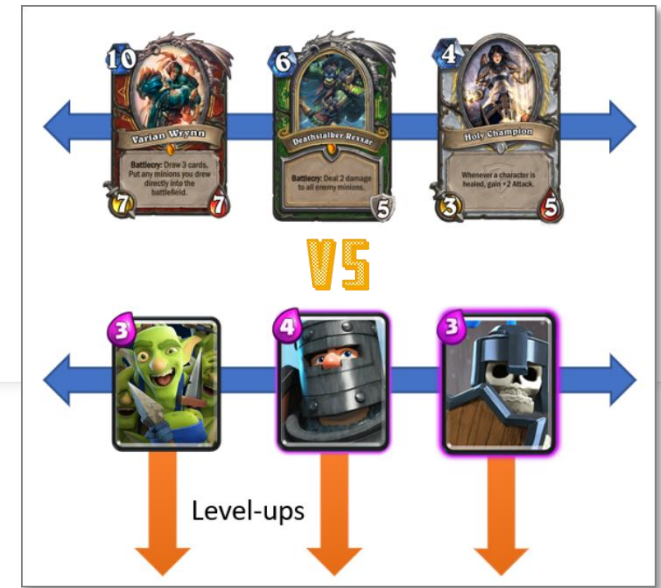 10
6
4
Varian Wrynn
Deathstalker Rexxar
Holy Champion
Battlecry: Draw 3 cards.
Put any minions you drew
directly into the
battlefield.
7
7
Battlecry: Deal 2 damage
to all enemy minions.
5
Whenever a character is
healed, gain +2 Attack.
3
5
VS
3
4
3
Level-ups